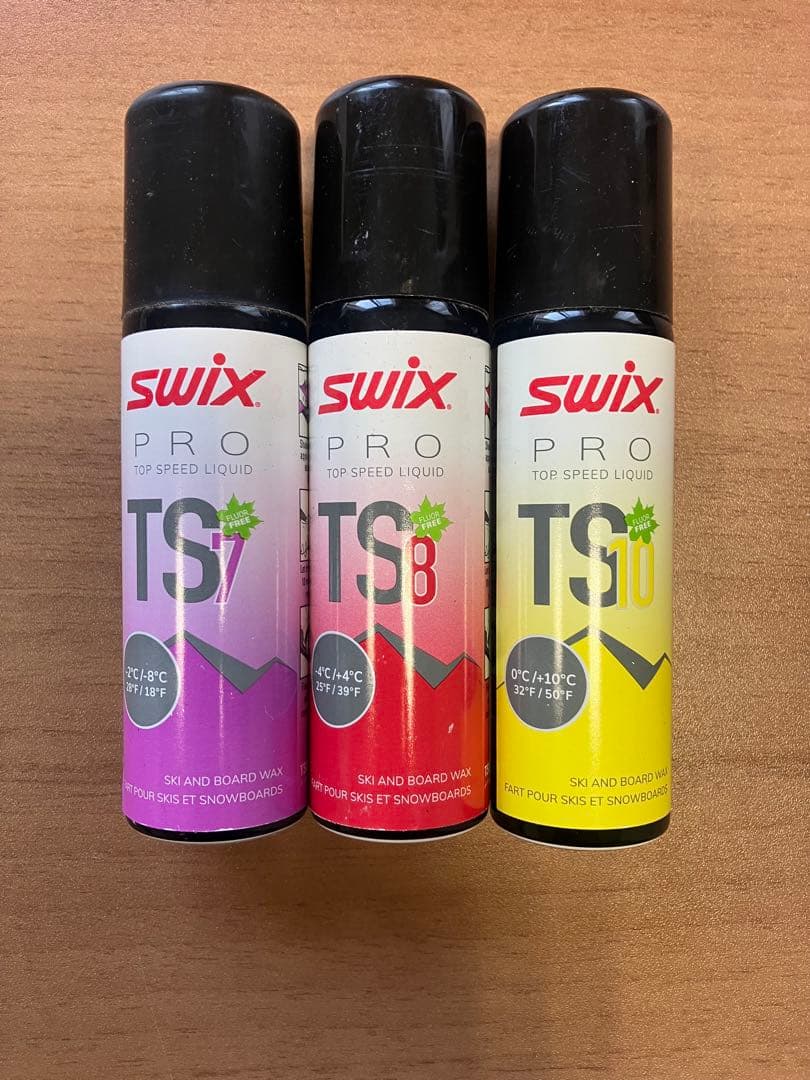 SWIX
PRO
TOP SPEED LIQUID
TS7
FLUOR
FREE
-2°C/-8°C
28°F/18°F
SKI AND BOARD WAX
FART POUR SKIS ET SNOWBOARDS
SWIX
PRO
TOP SPEED LIQUID
TS8
FLUOR
FREE
-4°C/+4°C
25°F/39°F
SKI AND BOARD WAX
FART POUR SKIS ET SNOWBOARDS
SWIX
PRO
TOP SPEED LIQUID
TS10
FLUOR
FREE
0°C/+10°C
32°F/50°F
SKI AND BOARD WAX
FART POUR SKIS ET SNOWBOARDS